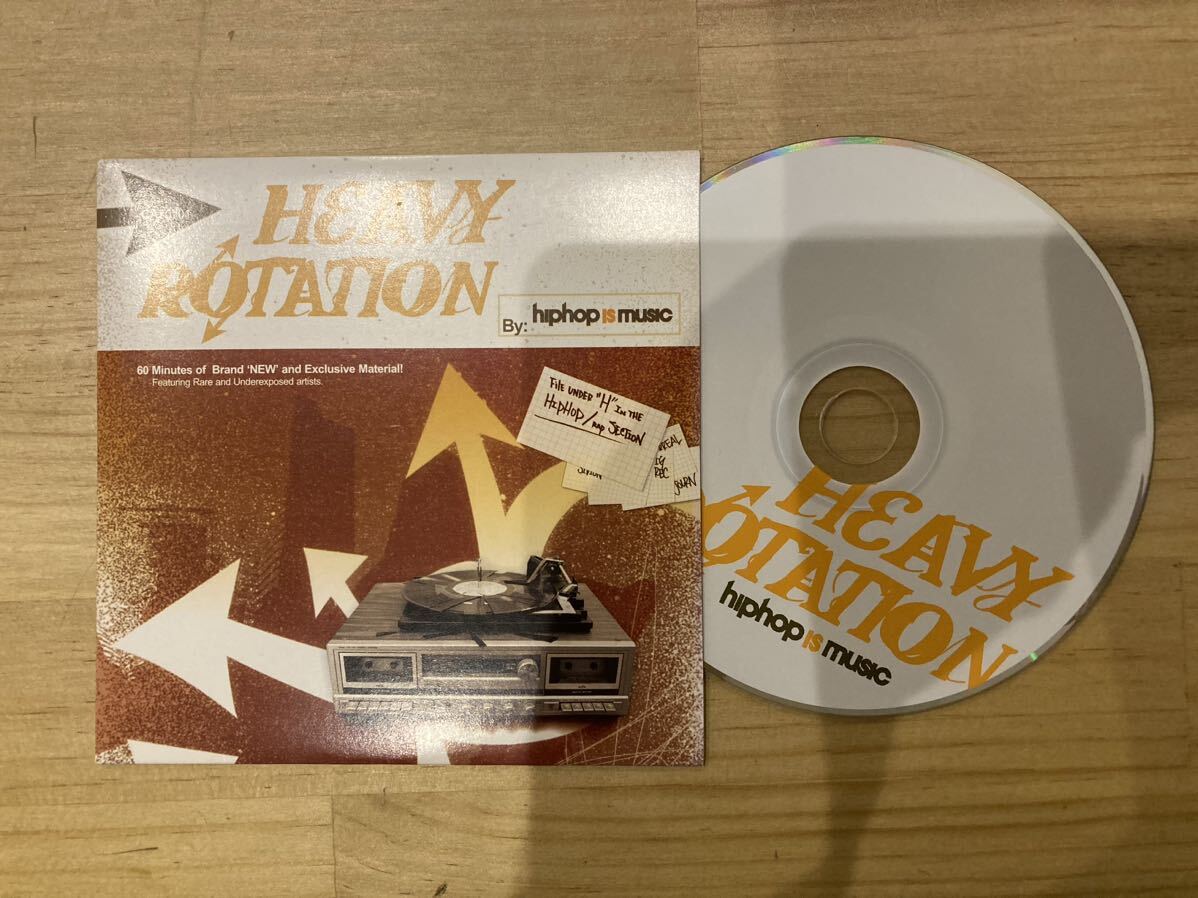 HEAVY
ROTATION
By: hiphop is music
60 Minutes of Brand 'NEW' and Exclusive Material!
Featuring Rare and Underexposed artists.
FILE UNDER "H" IN THE
HIPHOP/RAP SECTION
HEAVY
ROTATION
hiphop is music